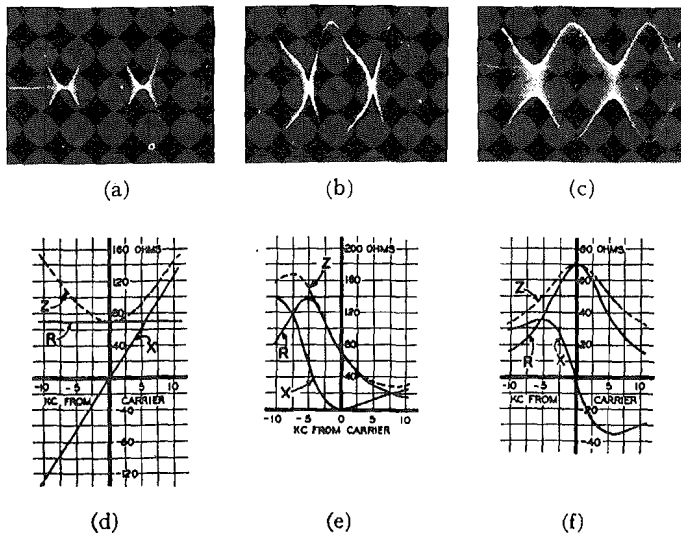 (a) (b) (c)
160 OHMS
120
Z
R
40
X
-10 -5 5 10
KC FROM CARRIER
-40
-80
-120
200 OHMS
160
Z
120
80
R
40
X
-10 -5 0 5 10
KC FROM CARRIER
80 OHMS
60
Z
40
20
R X
-10 -5 5 10
KC FROM CARRIER
-20
-40
(d) (e) (f)